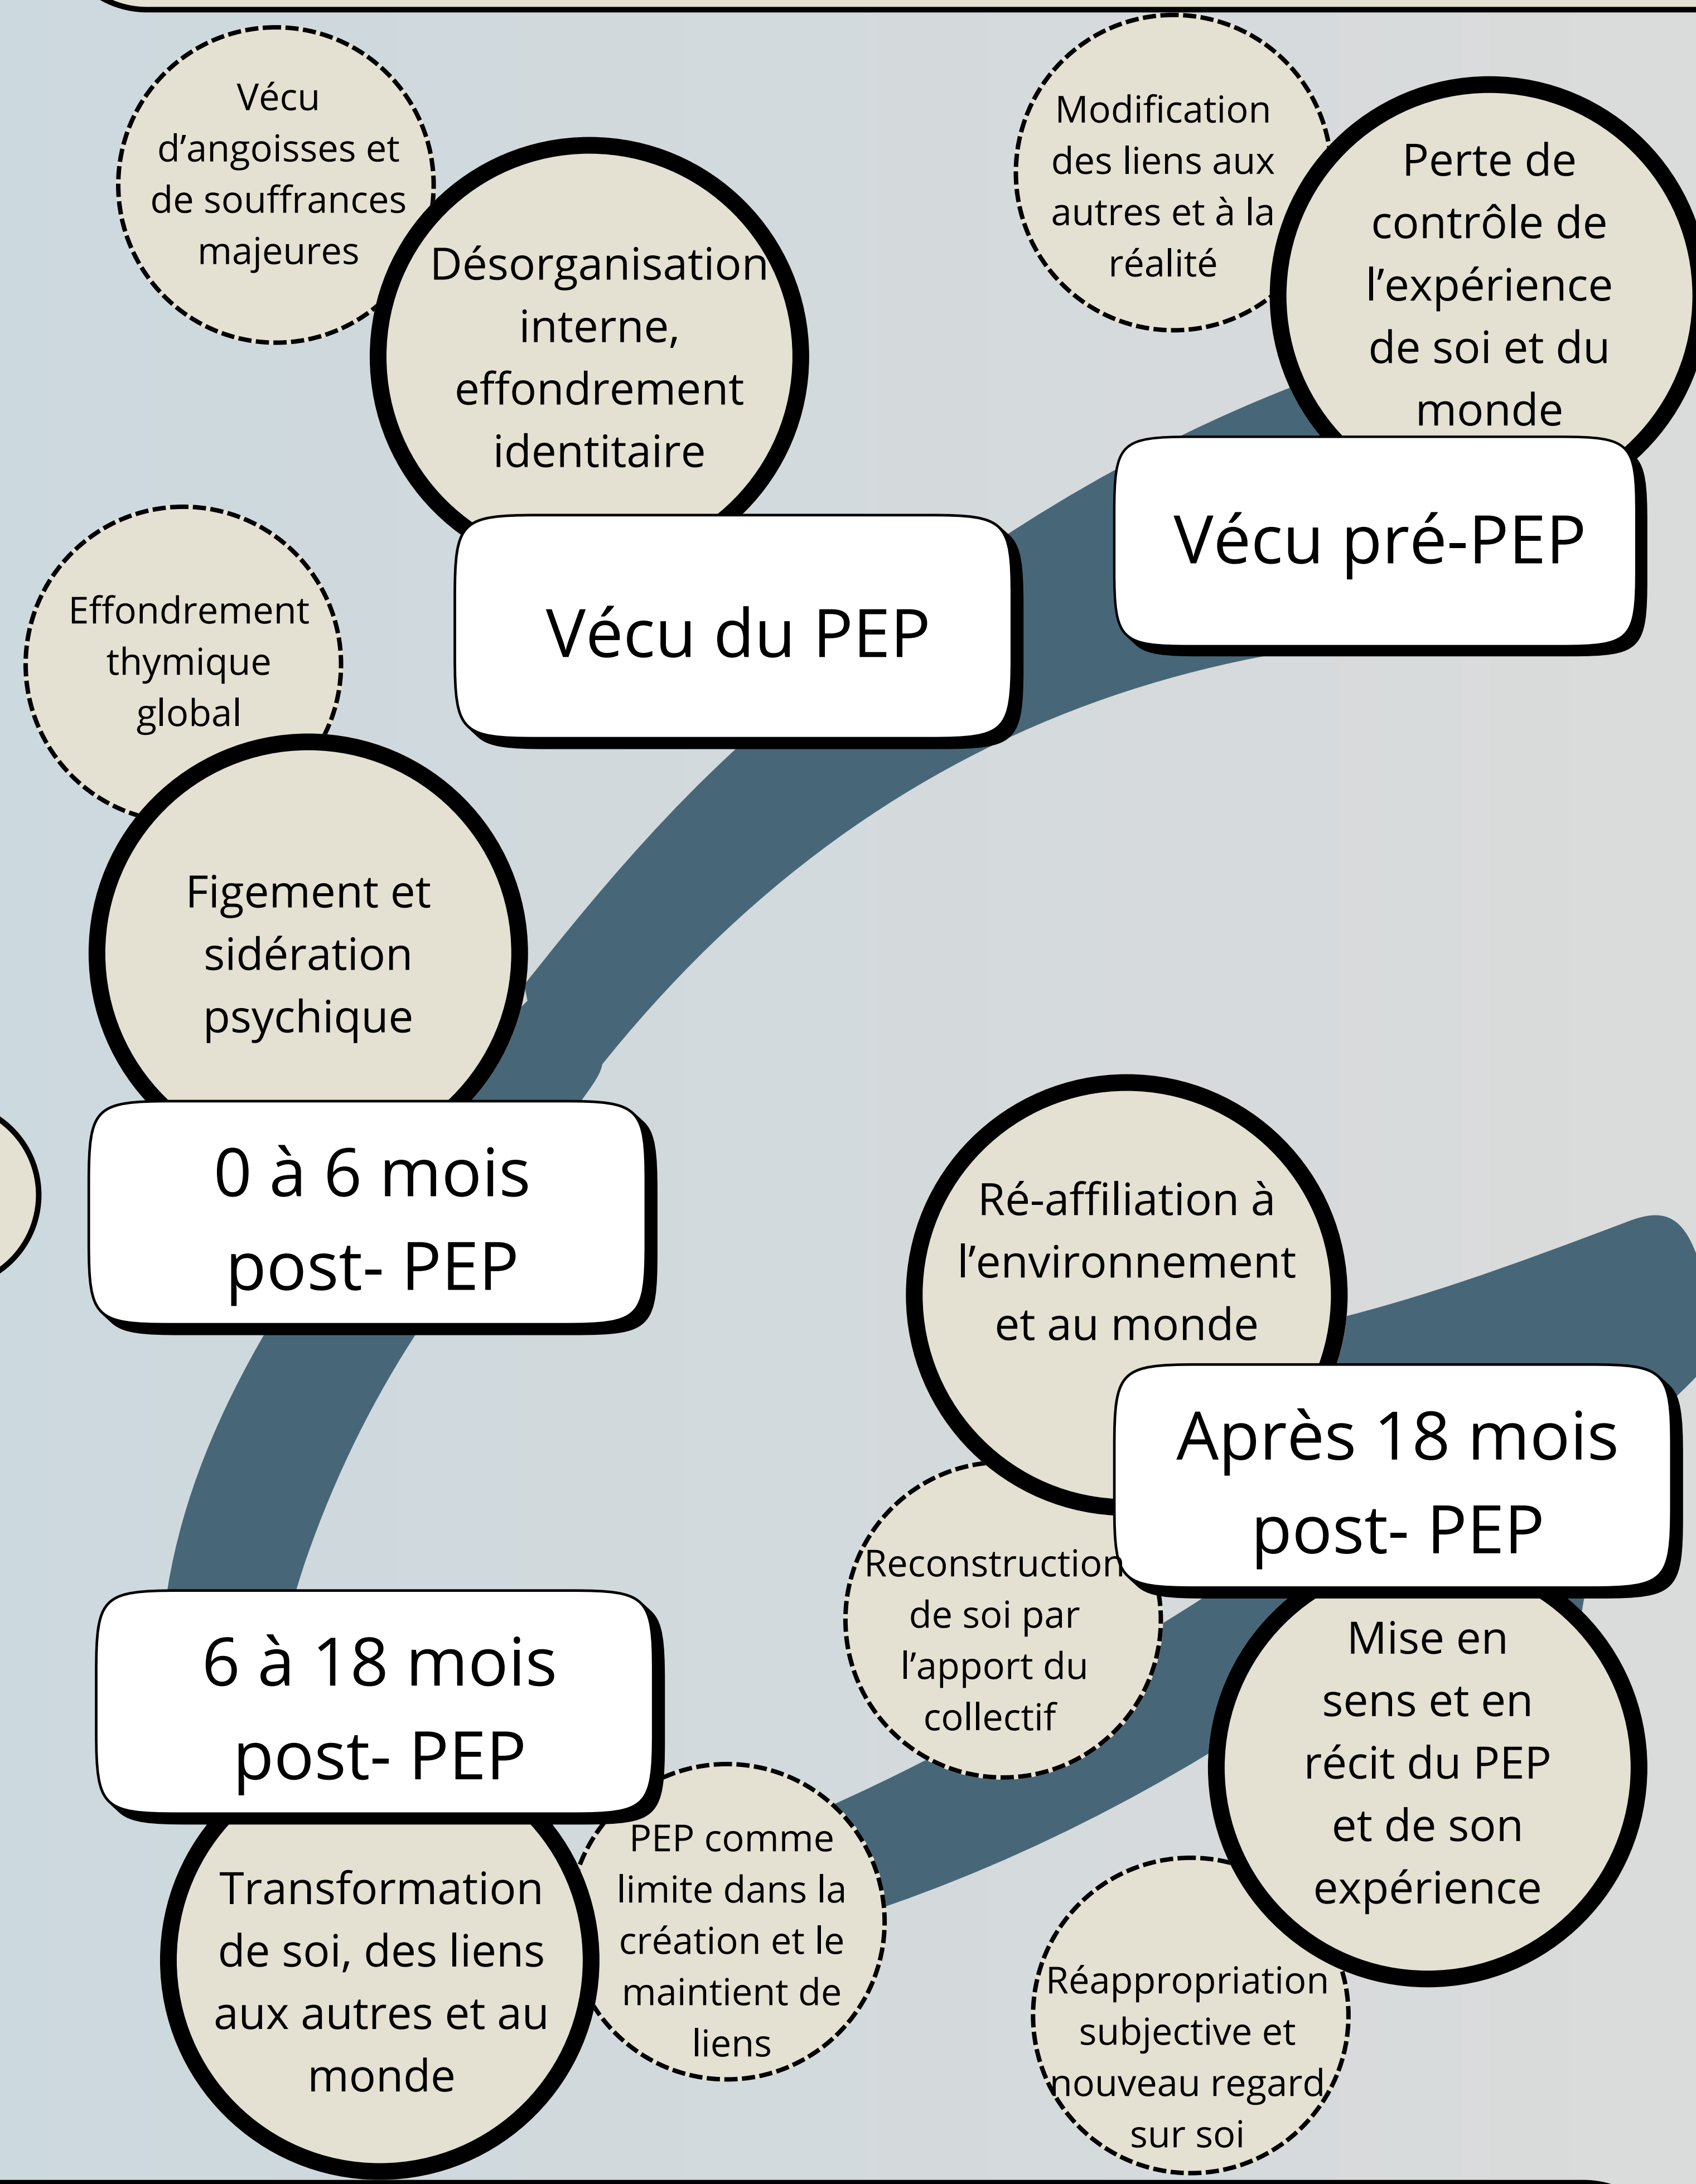 Vécu
d’angoisses et
de souffrances
majeures
Désorganisation
interne,
effondrement
identitaire
Vécu du PEP
Modification
des liens aux
autres et à la
réalité
Perte de
contrôle de
l’expérience
de soi et du
monde
Vécu pré-PEP
Effondrement
thymique
global
Figement et
sidération
psychique
0 à 6 mois
post- PEP
6 à 18 mois
post- PEP
Transformation
de soi, des liens
aux autres et au
monde
PEP comme
limite dans la
création et le
maintient de
liens
Ré-affiliation à
l’environnement
et au monde
Après 18 mois
post- PEP
Reconstruction
de soi par
l’apport du
collectif
Mise en
sens et en
récit du PEP
et de son
expérience
Réappropriation
subjective et
nouveau regard
sur soi